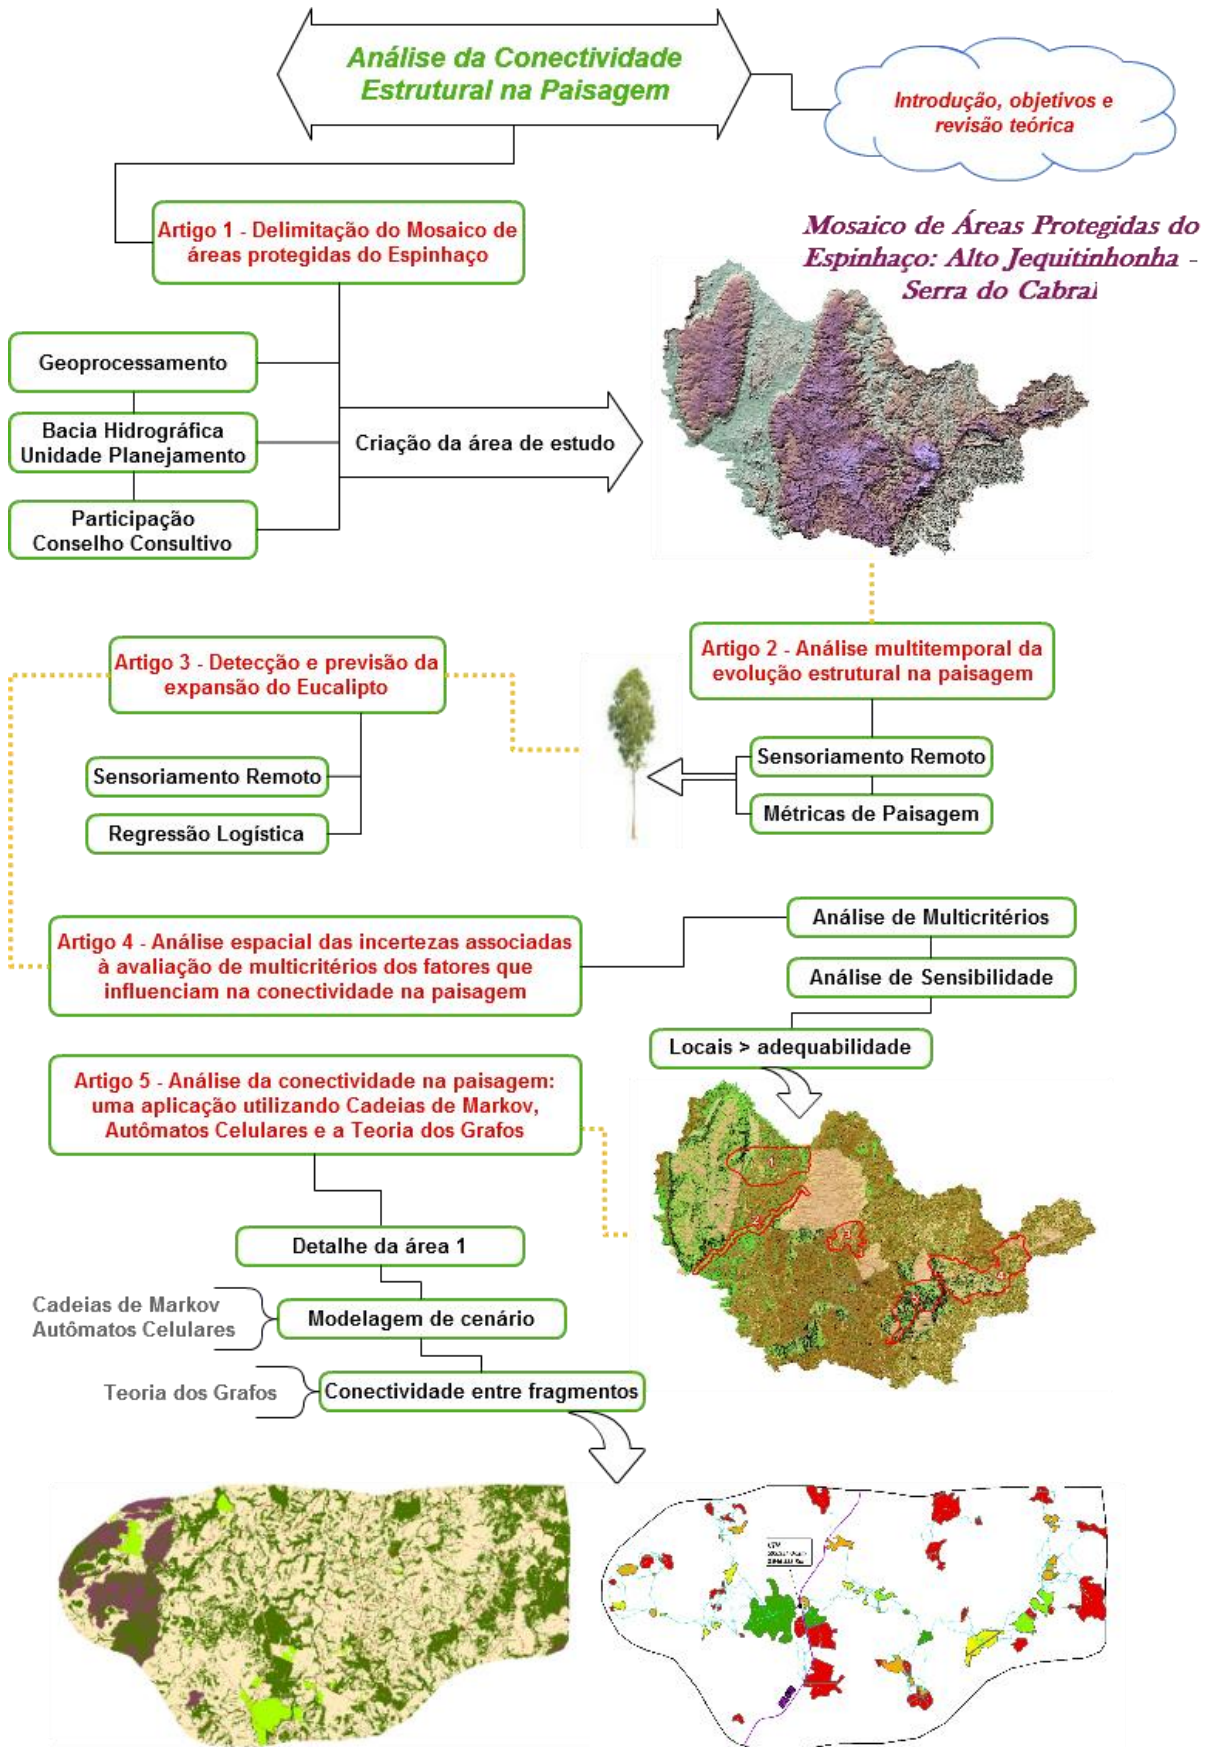 Análise da Conectividade
Estrutural na Paisagem
Introdução, objetivos e
revisão teórica
Artigo 1 - Delimitação do Mosaico de
áreas protegidas do Espinhaço
Mosaico de Áreas Protegidas do
Espinhaço: Alto Jequitinhonha -
Serra do Cabral
Geoprocessamento
Bacia Hidrográfica
Unidade Planejamento
Participação
Conselho Consultivo
Criação da área de estudo
Artigo 2 - Análise multitemporal da
evolução estrutural na paisagem
Sensoriamento Remoto
Métricas de Paisagem
Artigo 3 - Detecção e previsão da
expansão do Eucalipto
Sensoriamento Remoto
Regressão Logística
Artigo 4 - Análise espacial das incertezas associadas
à avaliação de multicritérios dos fatores que
influenciam na conectividade na paisagem
Análise de Multicritérios
Análise de Sensibilidade
Locais > adequabilidade
1
2
3
4
Artigo 5 - Análise da conectividade na paisagem:
uma aplicação utilizando Cadeias de Markov,
Autômatos Celulares e a Teoria dos Grafos
Detalhe da área 1
Cadeias de Markov
Autômatos Celulares
Modelagem de cenário
Teoria dos Grafos
Conectividade entre fragmentos